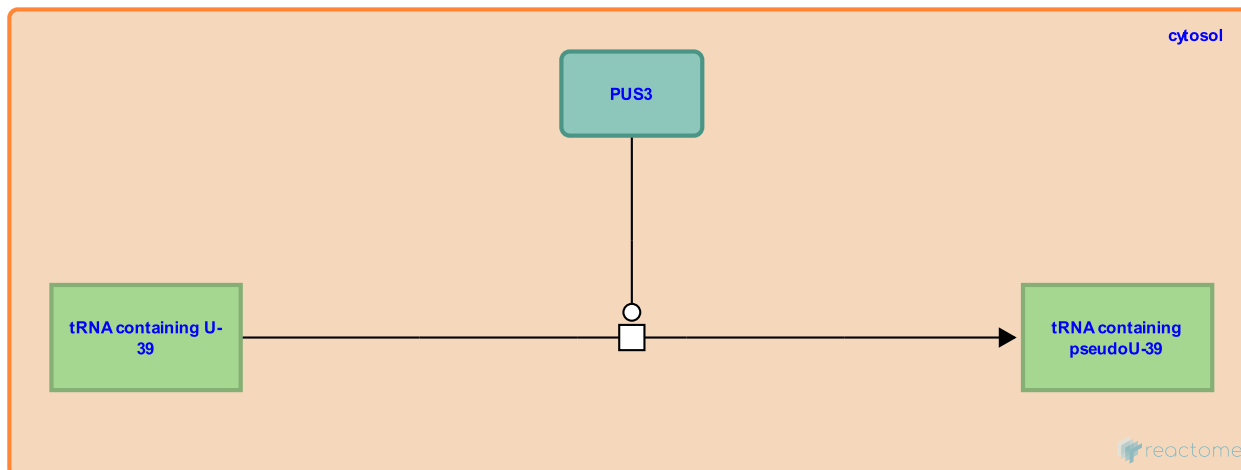 cytosol
PUS3
tRNA containing U-
39
tRNA containing
pseudoU-39
reactome